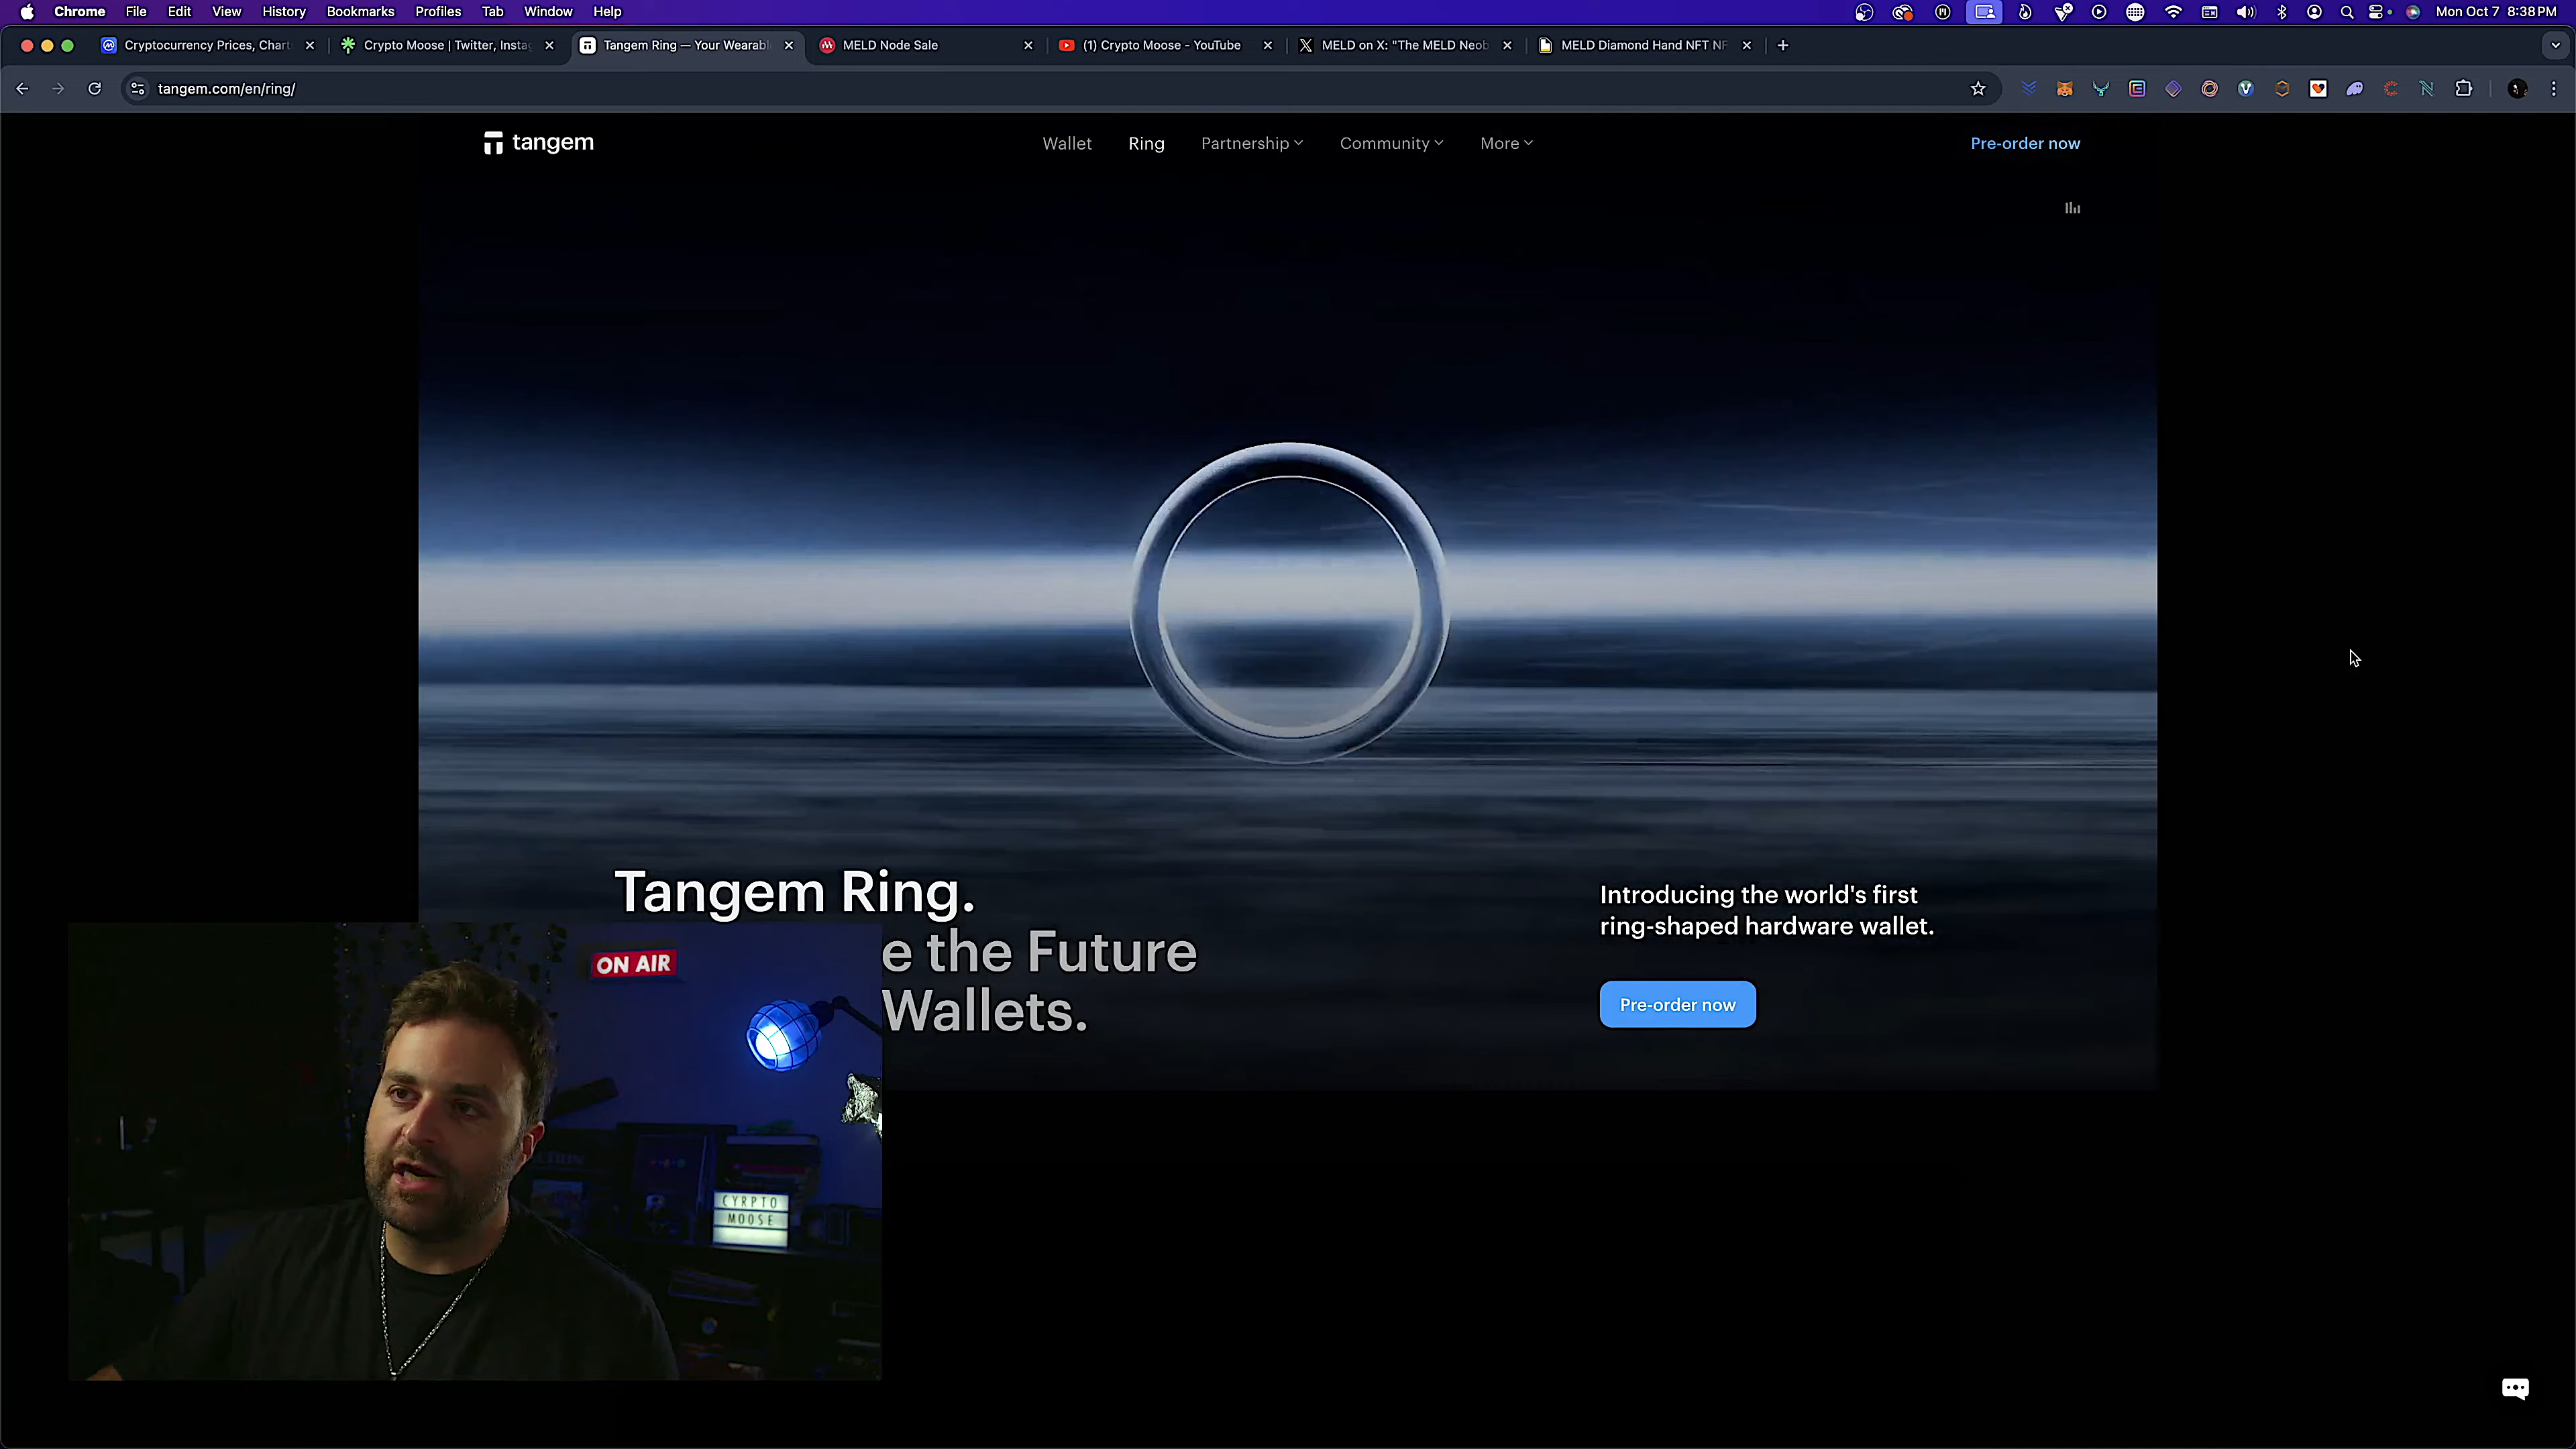 Chrome File Edit View History Bookmarks Profiles Tab Window Help Mon Oct 7 8:38 PM
Cryptocurrency Prices, Chart Crypto Moose | Twitter, Insta Tangem Ring — Your Wearabl MELD Node Sale (1) Crypto Moose - YouTube MELD on X: "The MELD Neob MELD Diamond Hand NFT NF
tangem.com/en/ring/
tangem Wallet Ring Partnership Community More Pre-order now
Tangem Ring.
e the Future
Wallets.
Introducing the world's first
ring-shaped hardware wallet.
Pre-order now
ON AIR
CYRPTO
MOOSE